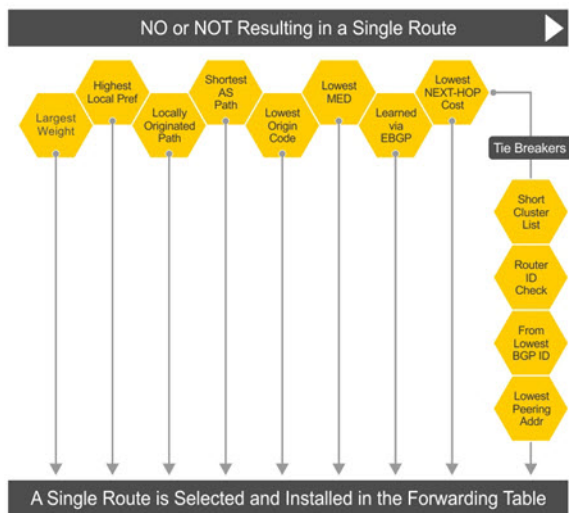 NO or NOT Resulting in a Single Route
Largest
Weight
Highest
Local Pref
Locally
Originated
Path
Shortest
AS
Path
Lowest
Origin
Code
Lowest
MED
Learned
via
EBGP
Lowest
NEXT-HOP
Cost
Tie Breakers
Short
Cluster
List
Router
ID
Check
From
Lowest
BGP ID
Lowest
Peering
Addr
A Single Route is Selected and Installed in the Forwarding Table